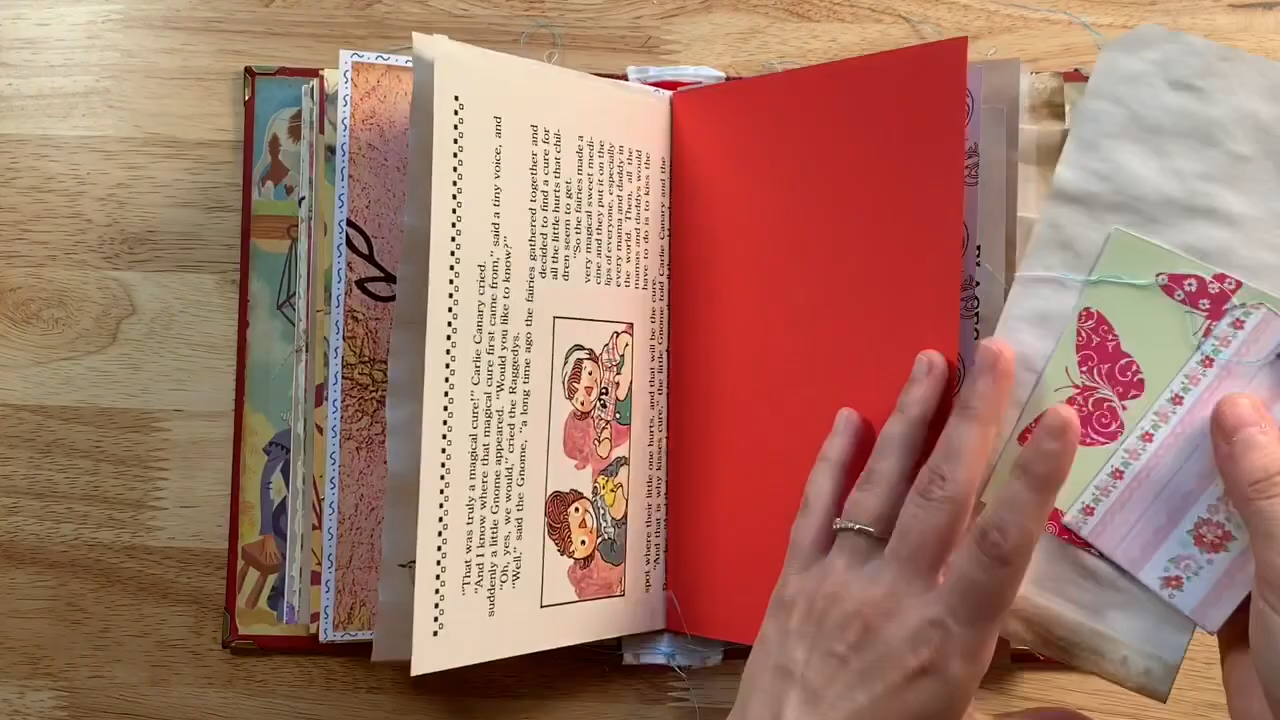 "That was truly a magical cure!" Carlie Canary cried.
"And I know where that magical cure first came from," said a tiny voice, and
suddenly a little Gnome appeared. "Would you like to know?"
"Oh, yes, we would," cried the Raggedys.
"Well," said the Gnome, "a long time ago the fairies gathered together and
decided to find a cure for
all the little hurts that chil-
dren seem to get.
"So the fairies made a
very magical sweet medi-
cine and they put it on the
lips of everyone, especially
every mama and daddy in
the world. Then, all the
mamas and daddys would
have to do is to kiss the
spot where their little one hurts, and that will be the cure.
"And that is why kisses cure," the little Gnome told Carlie Canary and the